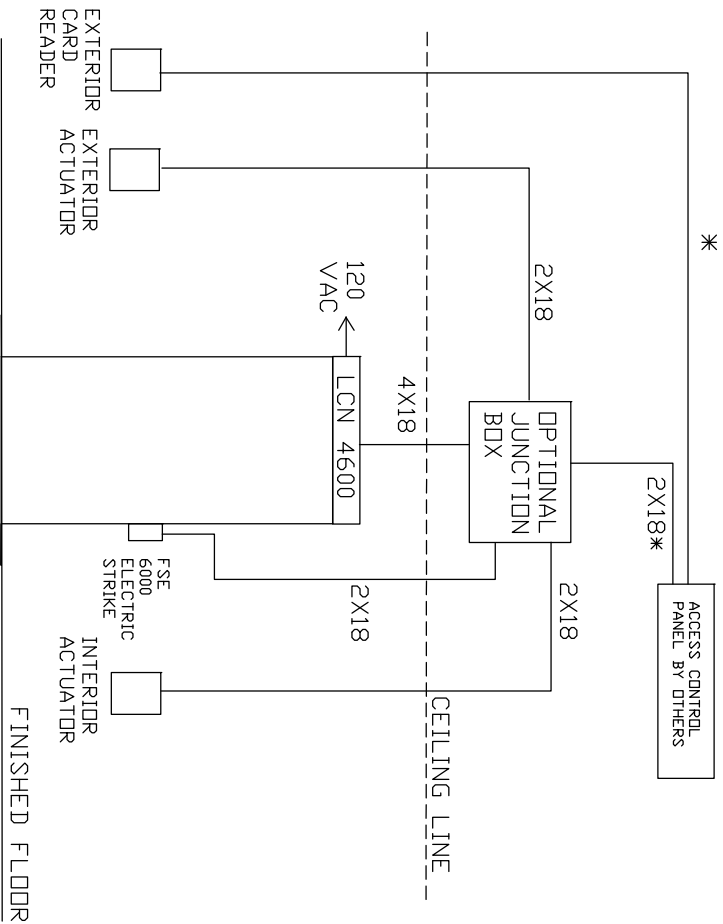 *
2X18*
ACCESS CONTROL
PANEL BY OTHERS
2X18
OPTIONAL
JUNCTION
BOX
2X18
4X18
2X18
CEILING LINE
120
VAC
LCN 4600
EXTERIOR
CARD
READER
EXTERIOR
ACTUATOR
FSE
6000
ELECTRIC
STRIKE
INTERIOR
ACTUATOR
FINISHED FLOOR